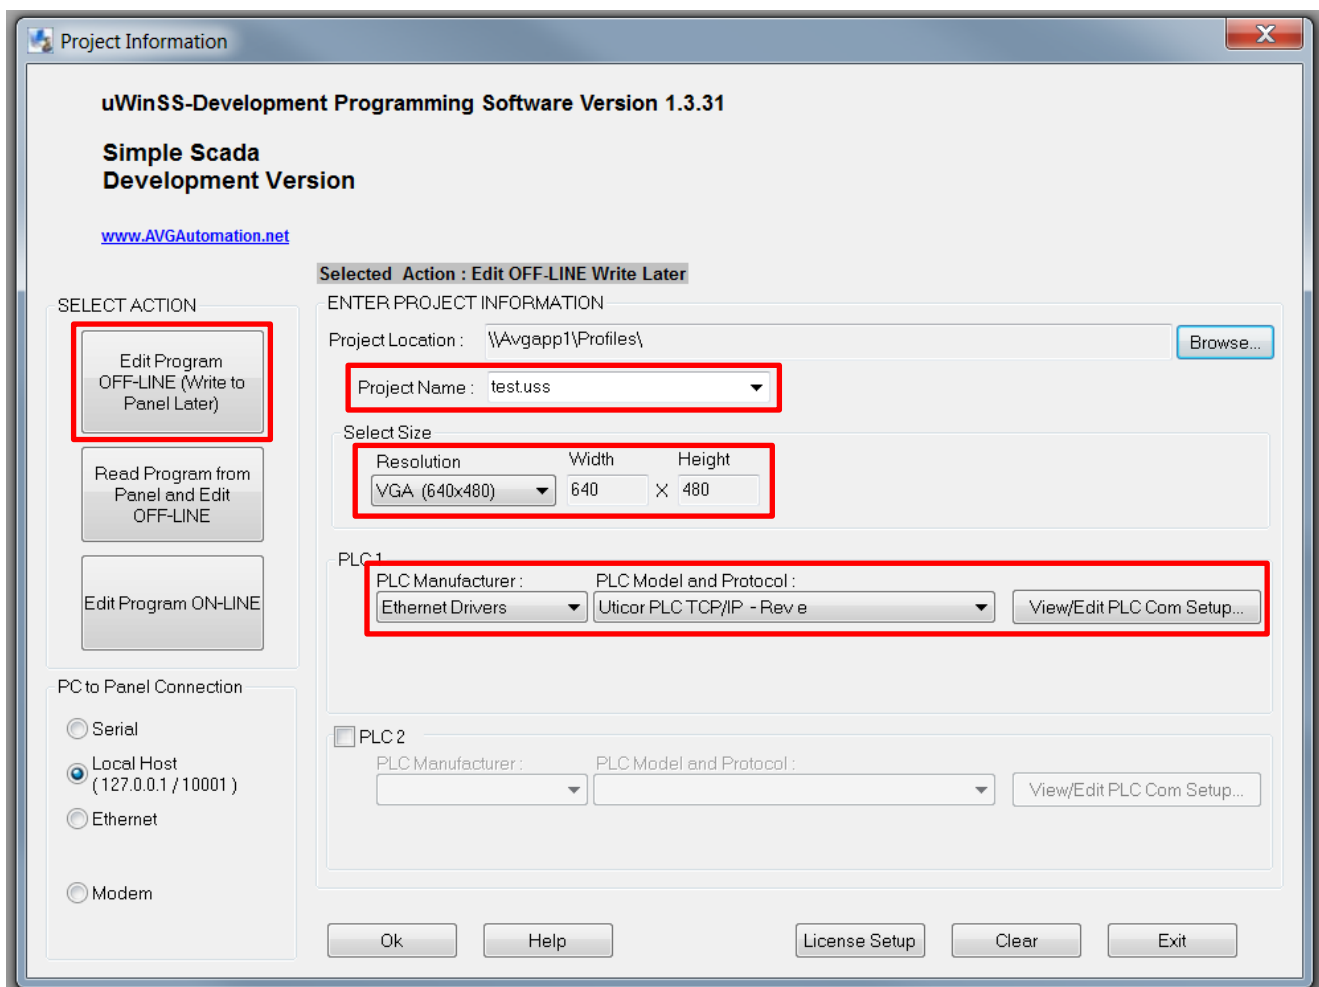 Project Information
X
uWinSS-Development Programming Software Version 1.3.31
Simple Scada
Development Version
www.AVGAutomation.net
Selected Action : Edit OFF-LINE Write Later
SELECT ACTION
Edit Program
OFF-LINE (Write to
Panel Later)
Read Program from
Panel and Edit
OFF-LINE
Edit Program ON-LINE
PC to Panel Connection
Serial
Local Host
( 127.0.0.1 / 10001 )
Ethernet
Modem
ENTER PROJECT INFORMATION
Project Location : \\Avgapp1\Profiles\ Browse...
Project Name : test.uss
Select Size
Resolution Width Height
VGA (640x480) 640 X 480
PLC 1
PLC Manufacturer : PLC Model and Protocol :
Ethernet Drivers Uticor PLC TCP/IP - Rev e View/Edit PLC Com Setup...
PLC 2
PLC Manufacturer : PLC Model and Protocol :
View/Edit PLC Com Setup...
Ok Help License Setup Clear Exit